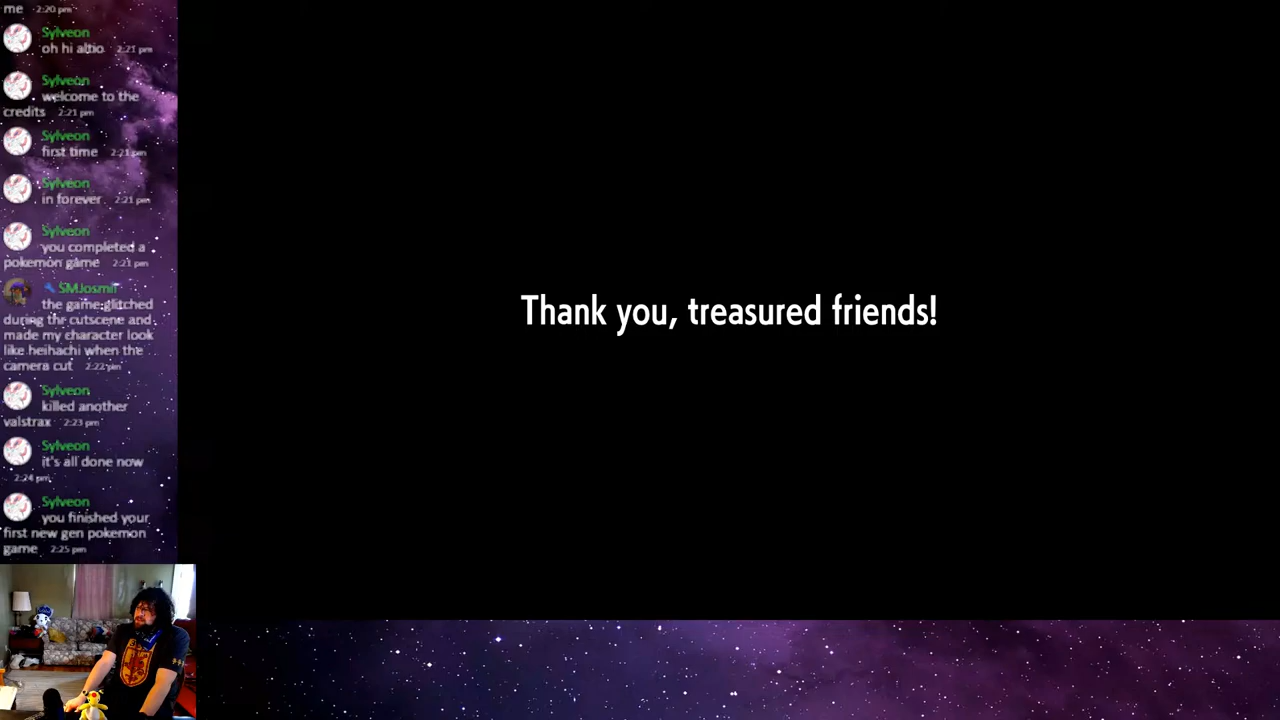 me 2:20 pm
Sylveon
oh hi altio 2:21 pm
Sylveon
welcome to the
credits 2:21 pm
Sylveon
first time 2:21 pm
Sylveon
in forever 2:21 pm
Sylveon
you completed a
pokemon game 2:21 pm
SMJosmil
the game glitched
during thr cutscene and
made my character look
like heihachi when the
camera cut 2:22 pm
Sylveon
killed another
valstrax 2:23 pm
Sylveon
it's all done now
2:24 pm
Sylveon
you finished your
first new gen pokemon
game 2:25 pm
Thank you, treasured friends!